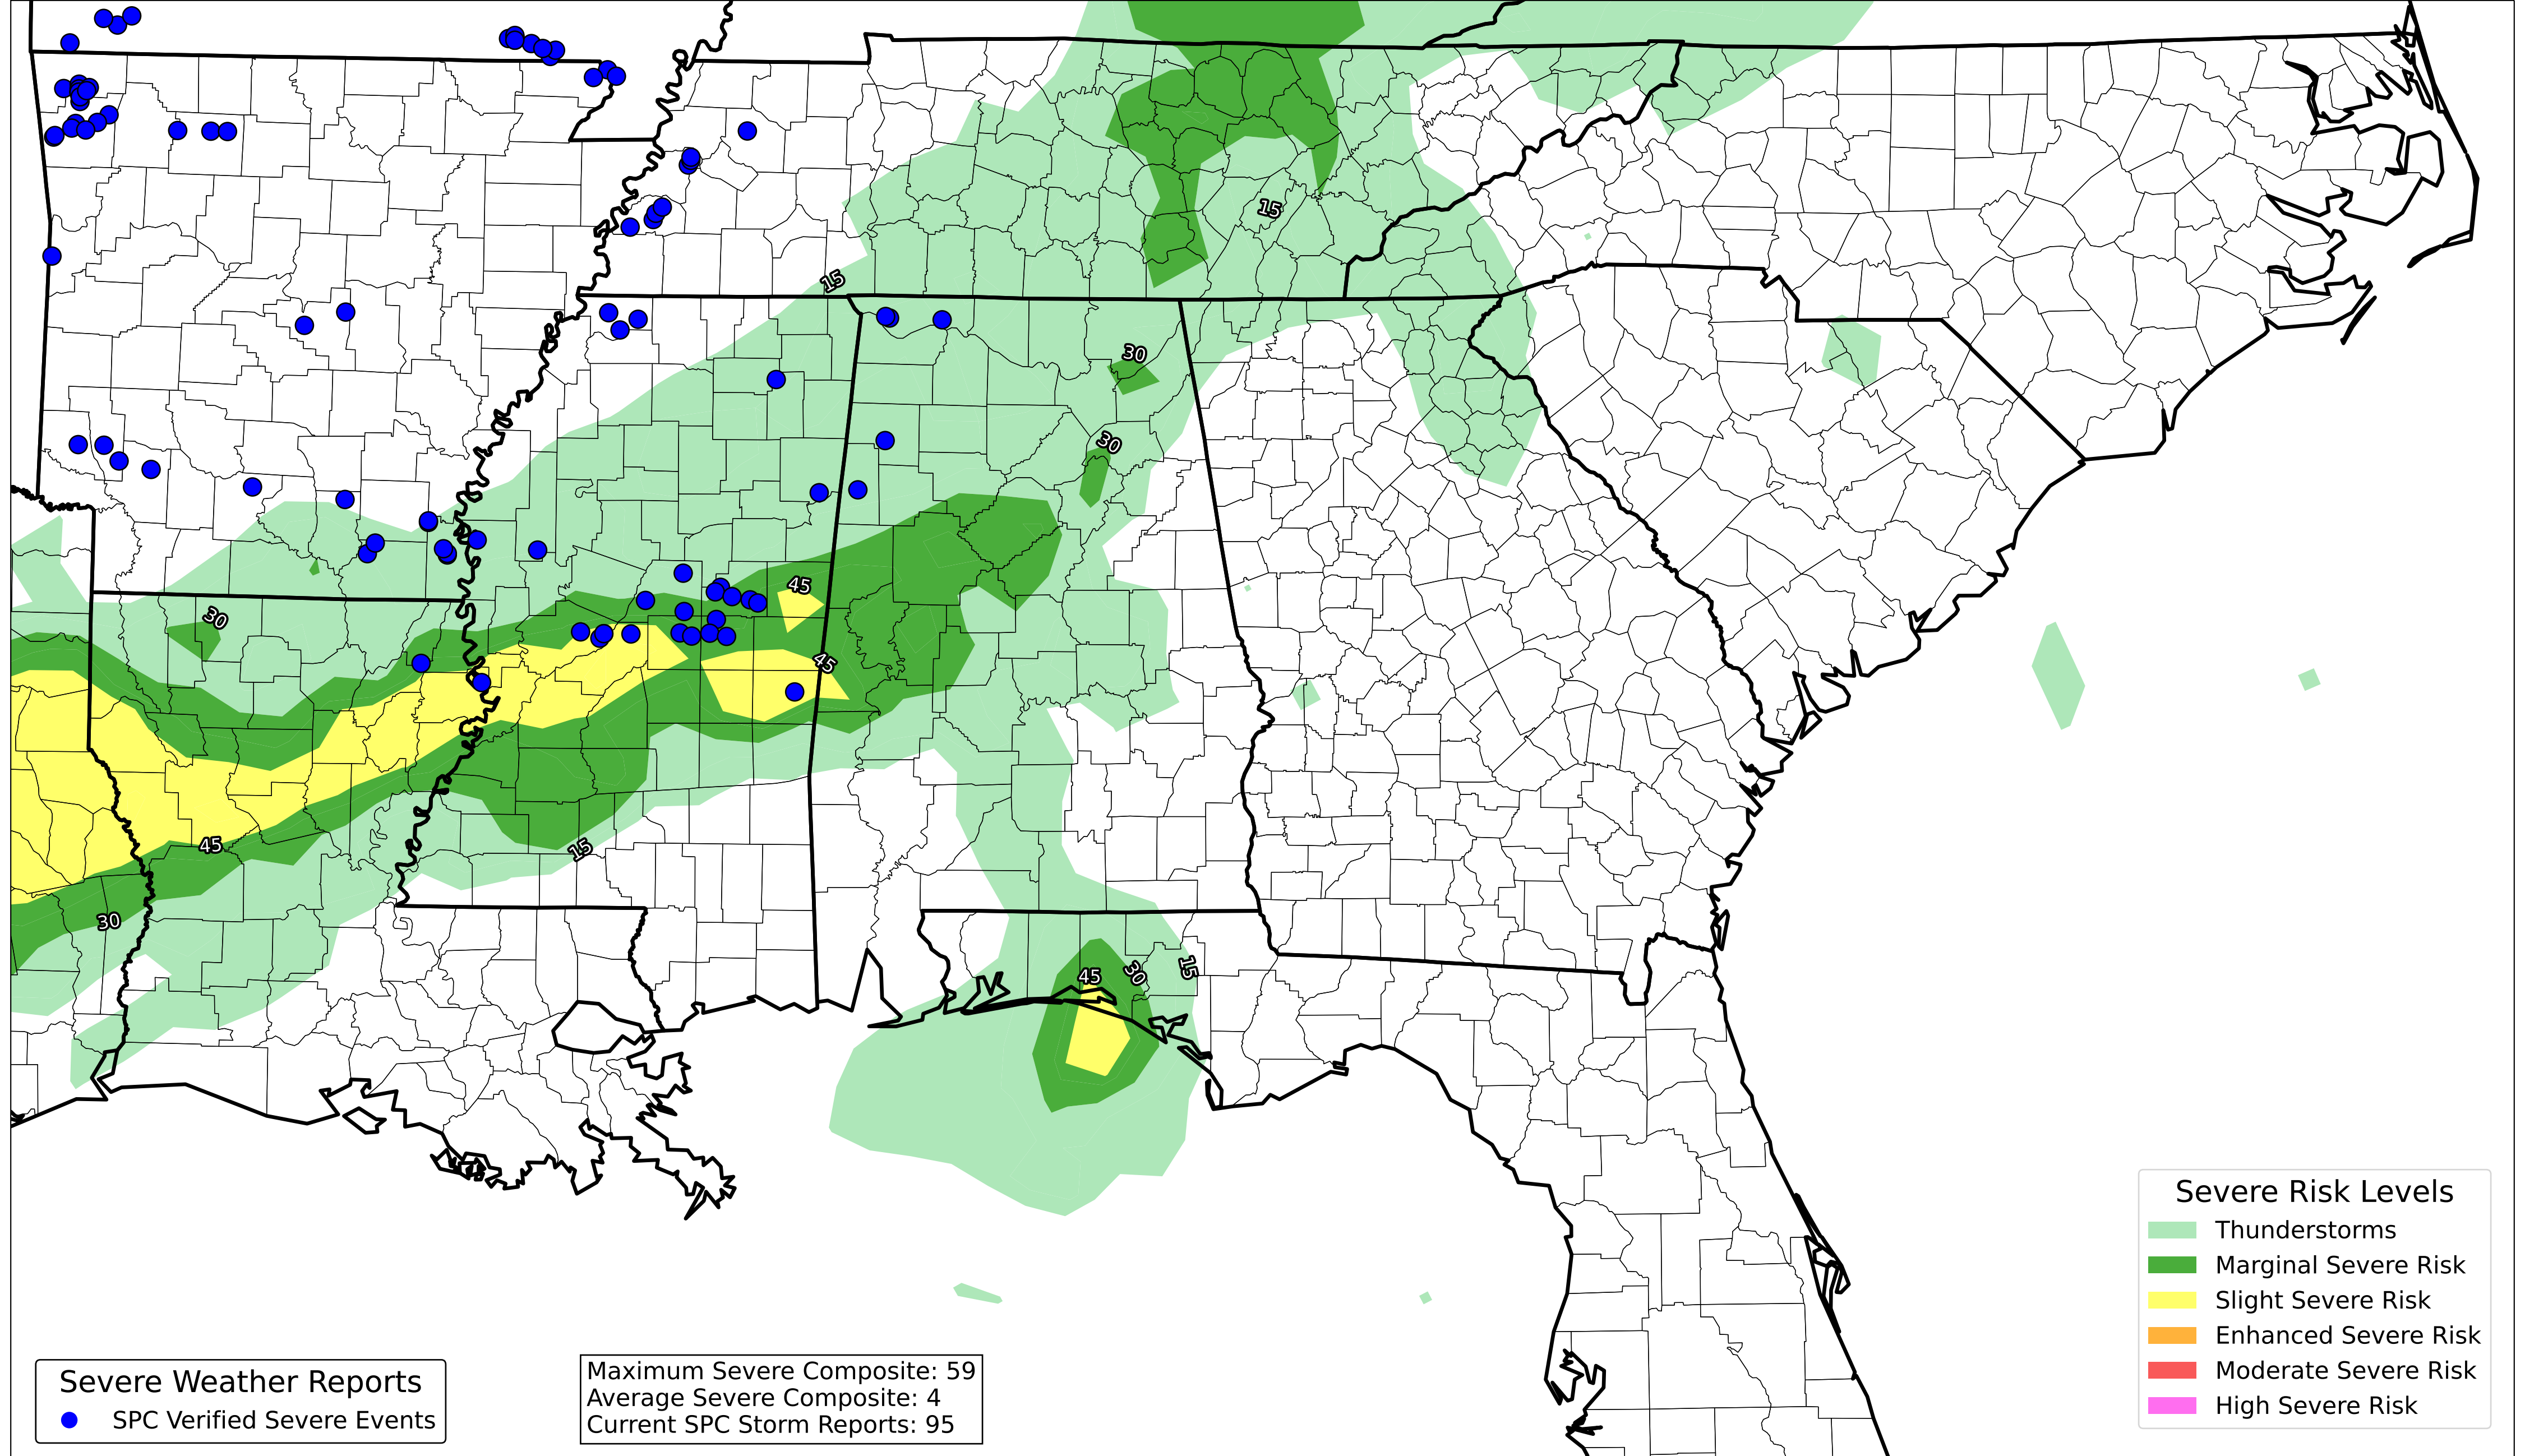 15
15
30
30
45
30
45
45
15
30
45
30
15
Severe Risk Levels
Thunderstorms
Marginal Severe Risk
Slight Severe Risk
Enhanced Severe Risk
Moderate Severe Risk
High Severe Risk
Severe Weather Reports
SPC Verified Severe Events
Maximum Severe Composite: 59
Average Severe Composite: 4
Current SPC Storm Reports: 95